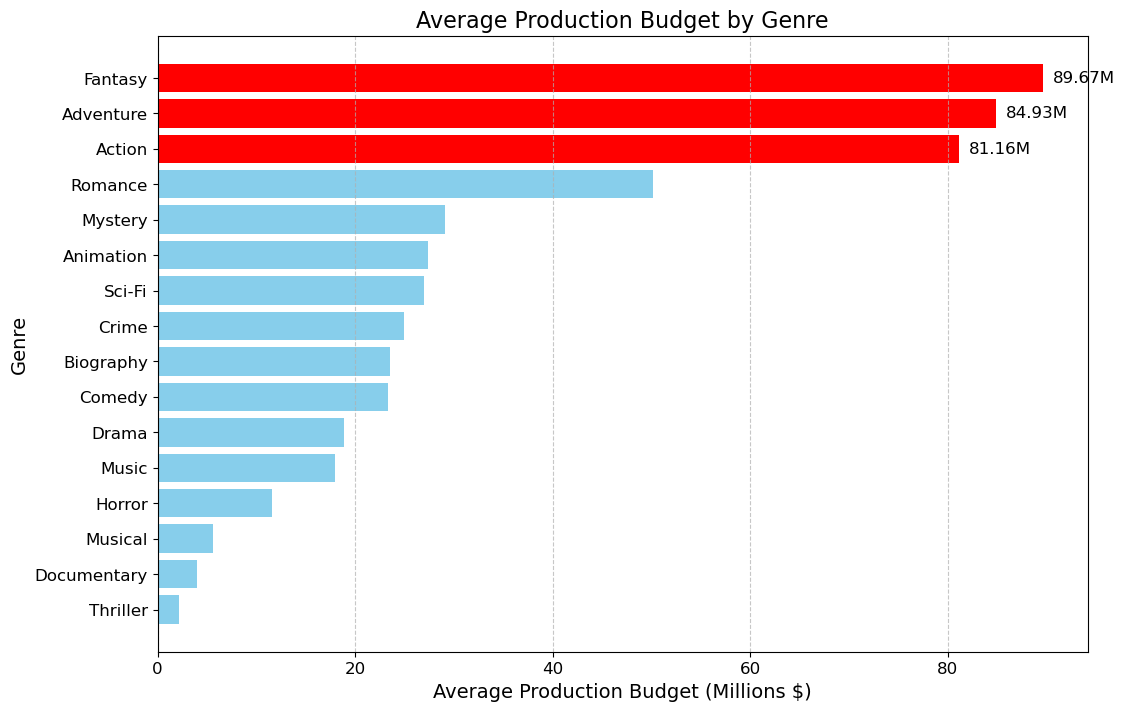 Average Production Budget by Genre
Fantasy
89.67M
Adventure
84.93M
Action
81.16M
Romance
Mystery
Animation
Sci-Fi
Crime
Biography
Comedy
Drama
Music
Horror
Musical
Documentary
Thriller
Genre
0 20 40 60 80
Average Production Budget (Millions $)